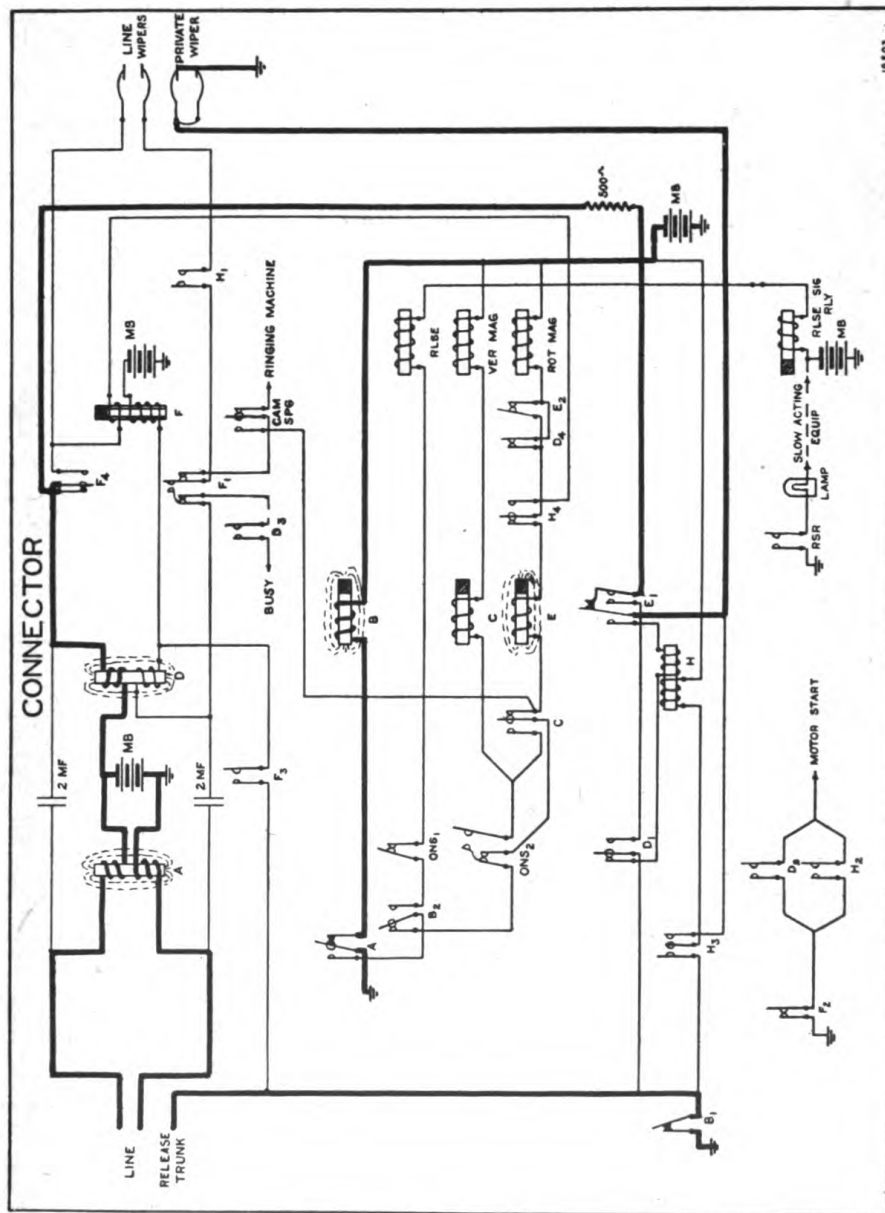 CONNECTOR
LINE
WIPERS
PRIVATE
WIPER
2 MF
2 MF
MB
MB
A
D
F
F4
F1
F3
H1
B3
BUSY
CAM
SPG
RINGING MACHINE
500
MB
LINE
RELEASE
TRUNK
A
B2
ONS1
ONS2
B
C
C
E
H4
D4
E2
RLSE
VER MAG
ROT MAG
B1
H3
D1
H
E1
F2
D2
H2
MOTOR START
RSR
LAMP
SLOW ACTING
EQUIP
RLSE SIG
RLY
MB